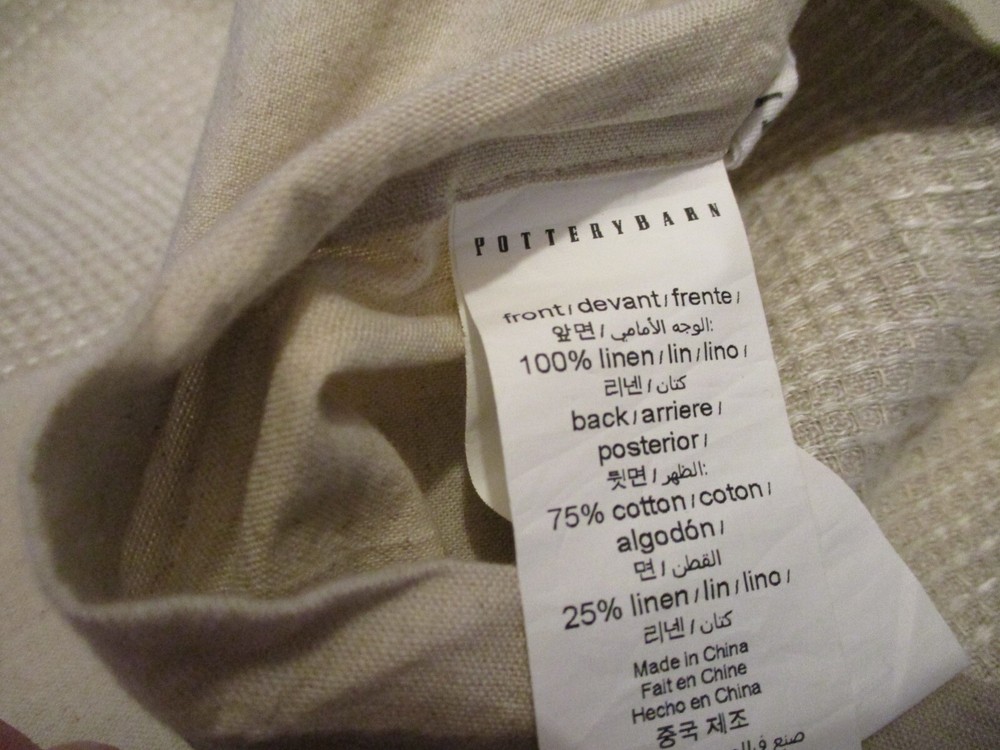 POTTERYBARN
front / devant / frente /
앞면 / الوجه الأمامي:
100% linen / lin / lino /
리넨 / كتان
back / arriere /
posterior /
뒷면 / الظهر:
75% cotton / coton /
algodón /
면 / القطن
25% linen / lin / lino /
리넨 / كتان
Made in China
Fait en Chine
Hecho en China
중국 제조
صنع في